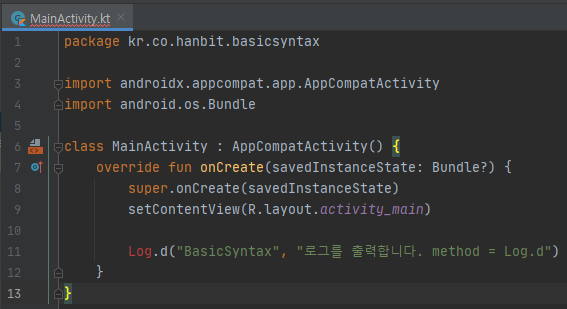 MainActivity.kt
1 package kr.co.hanbit.basicsyntax
2
3 import androidx.appcompat.app.AppCompatActivity
4 import android.os.Bundle
5
6 class MainActivity : AppCompatActivity() {
7 override fun onCreate(savedInstanceState: Bundle?) {
8 super.onCreate(savedInstanceState)
9 setContentView(R.layout.activity_main)
10
11 Log.d("BasicSyntax", "로그를 출력합니다. method = Log.d")
12 }
13 }